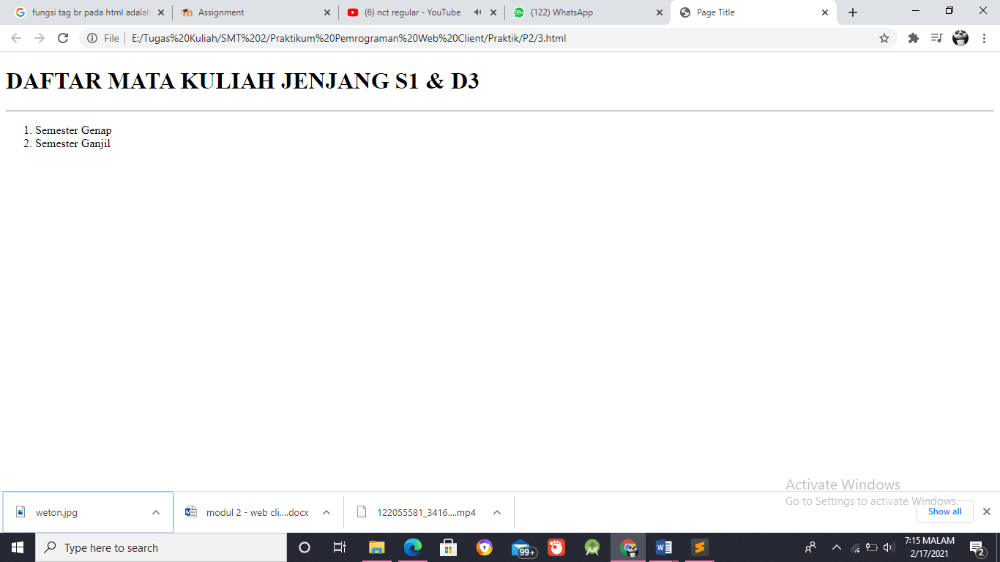 fungsi tag br pada html adalah
Assignment
(6) nct regular - YouTube
99+
(122) WhatsApp
Page Title
File
E:/Tugas%20Kuliah/SMT%202/Praktikum%20Pemrograman%20Web%20Client/Praktik/P2/3.html
DAFTAR MATA KULIAH JENJANG S1 & D3
1. Semester Genap
2. Semester Ganjil
Activate Windows
Go to Settings to activate Windows.
weton.jpg
modul 2 - web cli....docx
122055581_3416....mp4
Show all
Type here to search
99+
7:15 MALAM
2/17/2021
2